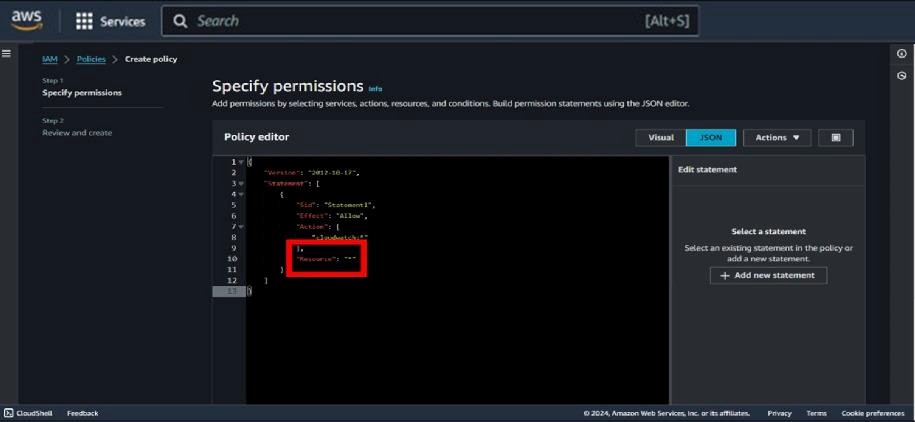 aws
Services
Search
[Alt+S]
IAM > Policies > Create policy
Step 1
Specify permissions
Step 2
Review and create
Specify permissions Info
Add permissions by selecting services, actions, resources, and conditions. Build permission statements using the JSON editor.
Policy editor
Visual
JSON
Actions
1 {
2 "Version": "2012-10-17",
3 "Statement": [
4 {
5 "Sid": "Statement1",
6 "Effect": "Allow",
7 "Action": [
8 "cloudwatch:*"
9 ],
10 "Resource": "*"
11 }
12 ]
13 }
Edit statement
Select a statement
Select an existing statement in the policy or
add a new statement.
+ Add new statement
CloudShell
Feedback
© 2024, Amazon Web Services, Inc. or its affiliates.
Privacy
Terms
Cookie preferences